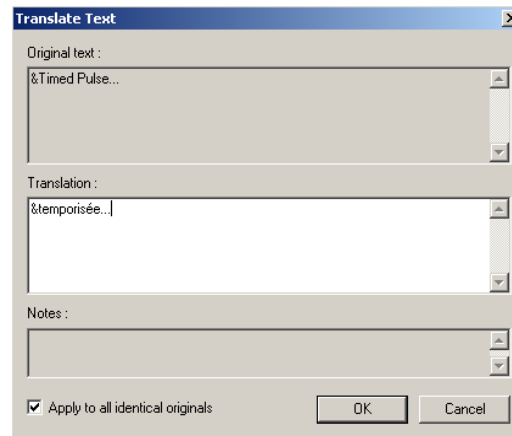 Translate Text
Original text :
&Timed Pulse...
Translation :
&temporisée...
Notes :
Apply to all identical originals
OK
Cancel